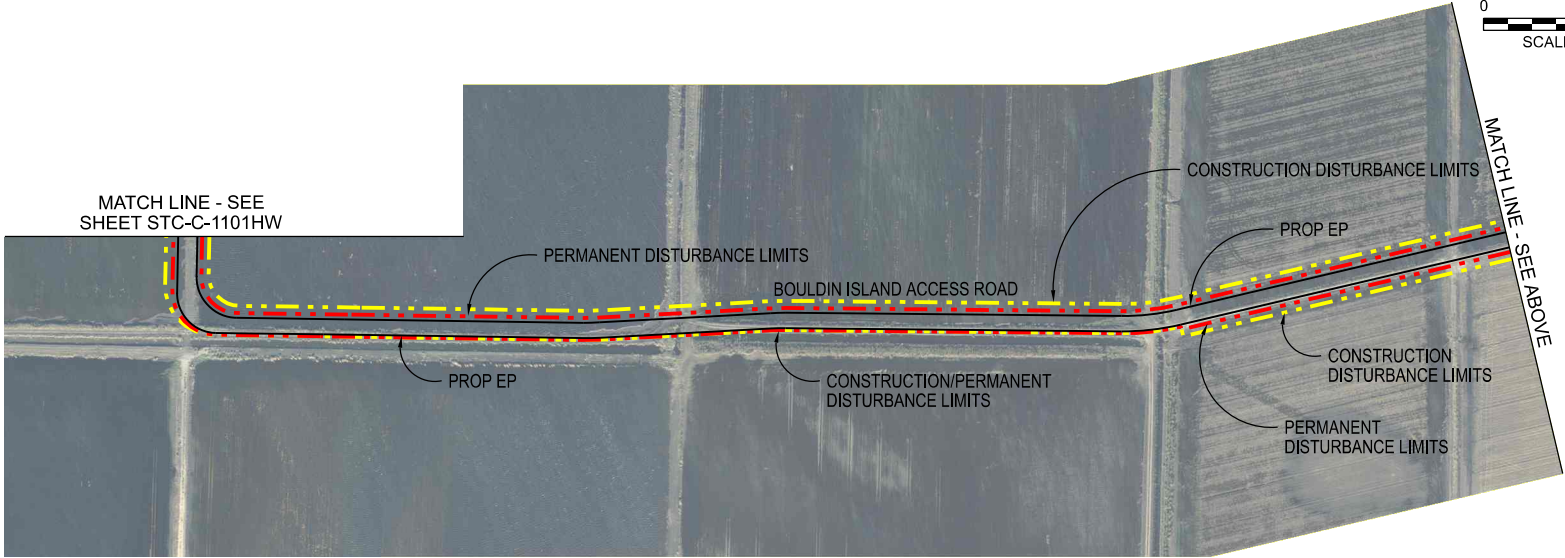 0
SCALE
MATCH LINE - SEE
SHEET STC-C-1101HW
CONSTRUCTION DISTURBANCE LIMITS
PERMANENT DISTURBANCE LIMITS
PROP EP
BOULDIN ISLAND ACCESS ROAD
MATCH LINE - SEE ABOVE
PROP EP
CONSTRUCTION/PERMANENT
DISTURBANCE LIMITS
CONSTRUCTION
DISTURBANCE LIMITS
PERMANENT
DISTURBANCE LIMITS